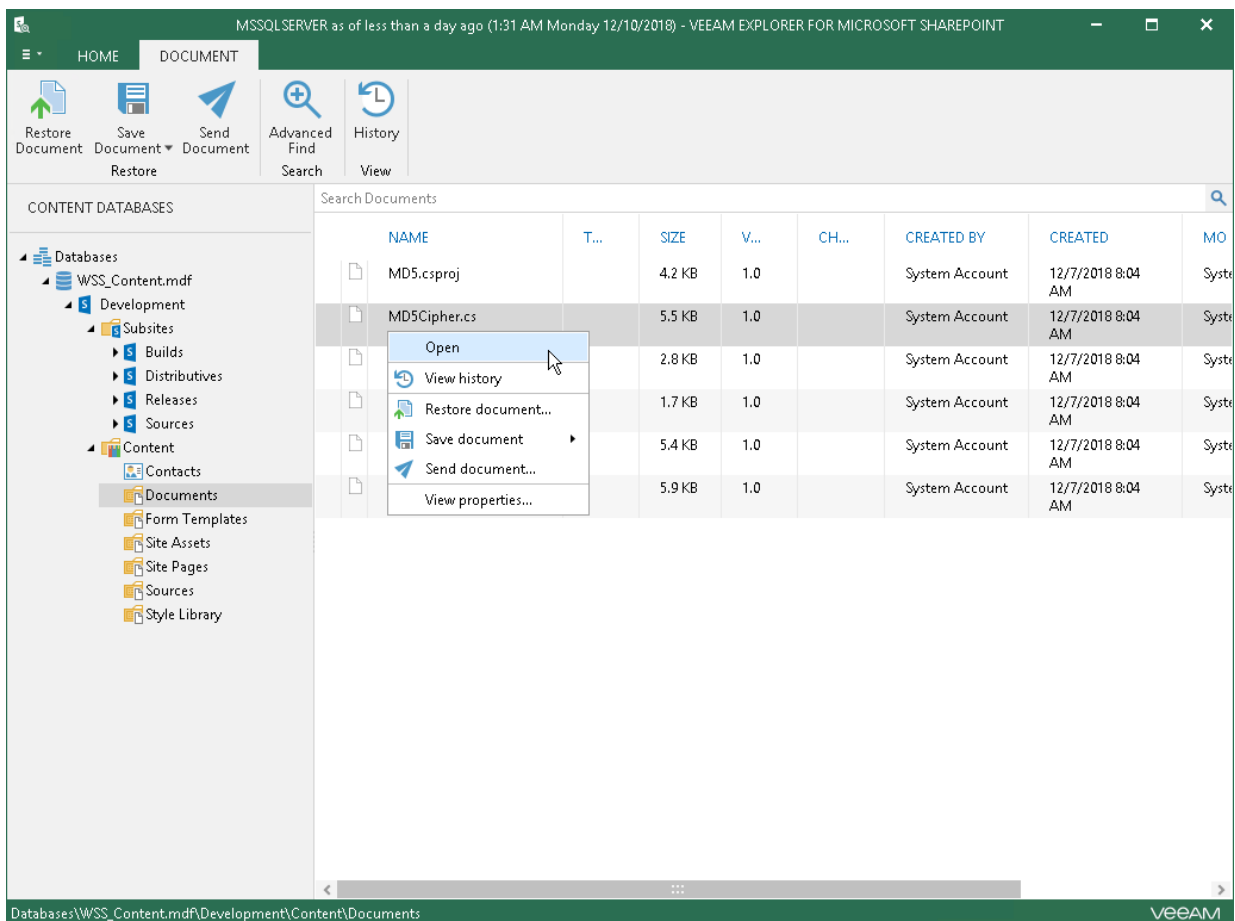 MSSQLSERVER as of less than a day ago (1:31 AM Monday 12/10/2018) - VEEAM EXPLORER FOR MICROSOFT SHAREPOINT
HOME DOCUMENT
Restore Document
Save Document
Send Document
Advanced Find
History
Restore Search View
CONTENT DATABASES
Databases
WSS_Content.mdf
Development
Subsites
Builds
Distributives
Releases
Sources
Content
Contacts
Documents
Form Templates
Site Assets
Site Pages
Sources
Style Library
Search Documents
NAME T... SIZE V... CH... CREATED BY CREATED MO
MD5.csproj 4.2 KB 1.0 System Account 12/7/2018 8:04 Syste
AM
MD5Cipher.cs 5.5 KB 1.0 System Account 12/7/2018 8:04 Syste
AM
2.8 KB 1.0 System Account 12/7/2018 8:04 Syste
AM
1.7 KB 1.0 System Account 12/7/2018 8:04 Syste
AM
5.4 KB 1.0 System Account 12/7/2018 8:04 Syste
AM
5.9 KB 1.0 System Account 12/7/2018 8:04 Syste
AM
Open
View history
Restore document...
Save document
Send document...
View properties...
Databases\WSS_Content.mdf\Development\Content\Documents
VEEAM